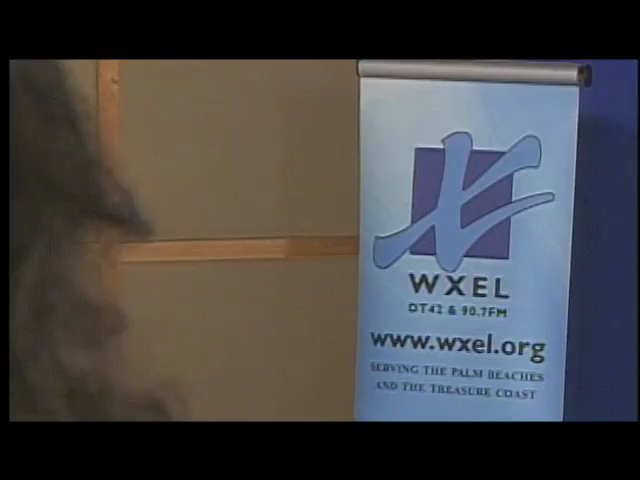 WXEL
DT42 & 90.7FM
www.wxel.org
SERVING THE PALM BEACHES
AND THE TREASURE COAST